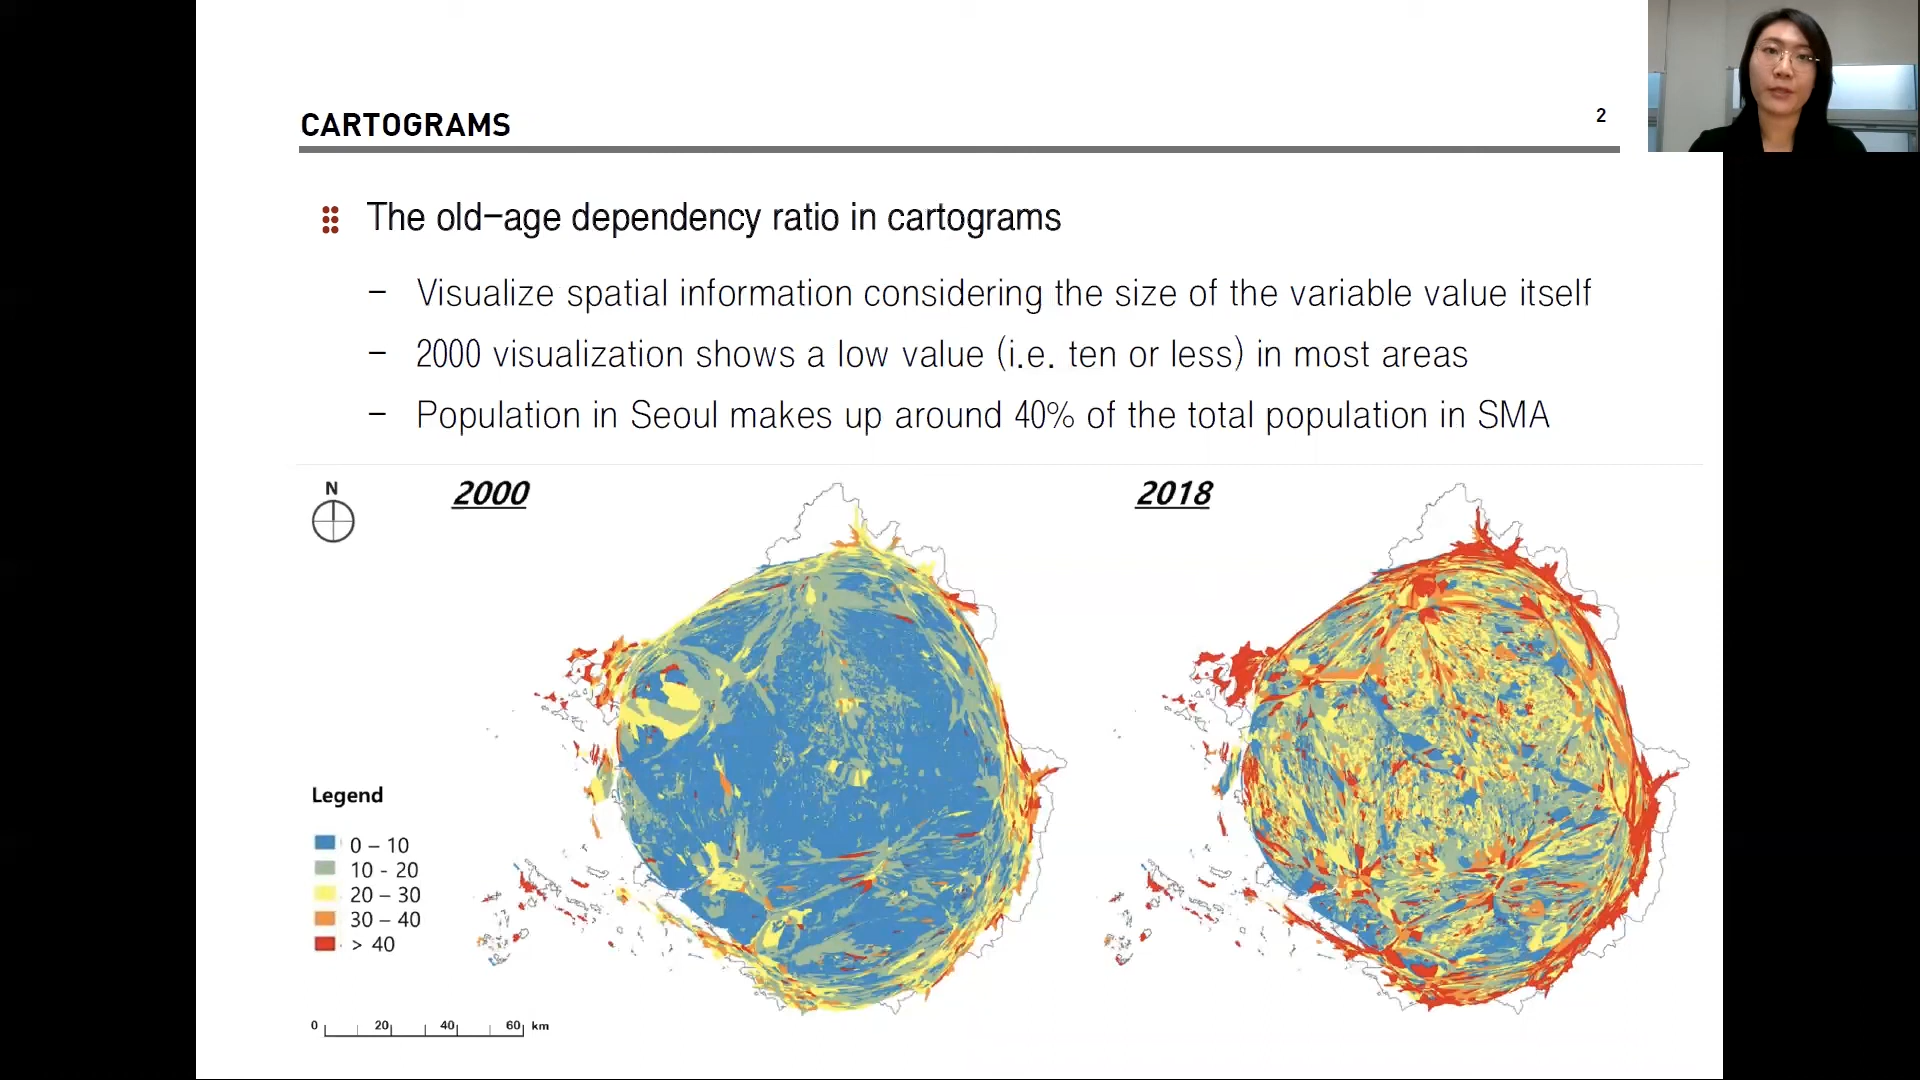 CARTOGRAMS
2
The old-age dependency ratio in cartograms
- Visualize spatial information considering the size of the variable value itself
- 2000 visualization shows a low value (i.e. ten or less) in most areas
- Population in Seoul makes up around 40% of the total population in SMA
N
2000
2018
Legend
0 – 10
10 - 20
20 – 30
30 – 40
> 40
0 20 40 60 km